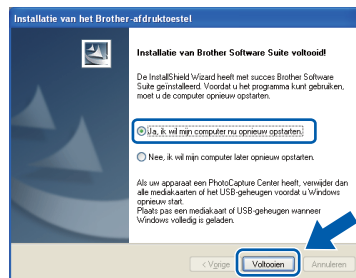 Installatie van het Brother-afdruktoestel
Installatie van Brother Software Suite voltooid!
De InstallShield Wizard heeft met succes Brother Software
Suite geïnstalleerd. Voordat u het programma kunt gebruiken,
moet u de computer opnieuw opstarten.
Ja, ik wil mijn computer nu opnieuw opstarten.
Nee, ik wil mijn computer later opnieuw opstarten.
Als uw apparaat een PhotoCapture Center heeft, verwijder dan
alle mediakaarten of het USB-geheugen voordat u Windows
opnieuw start.
Plaats pas een mediakaart of USB-geheugen wanneer
Windows volledig is geladen.
< Vorige
Voltooien
Annuleren